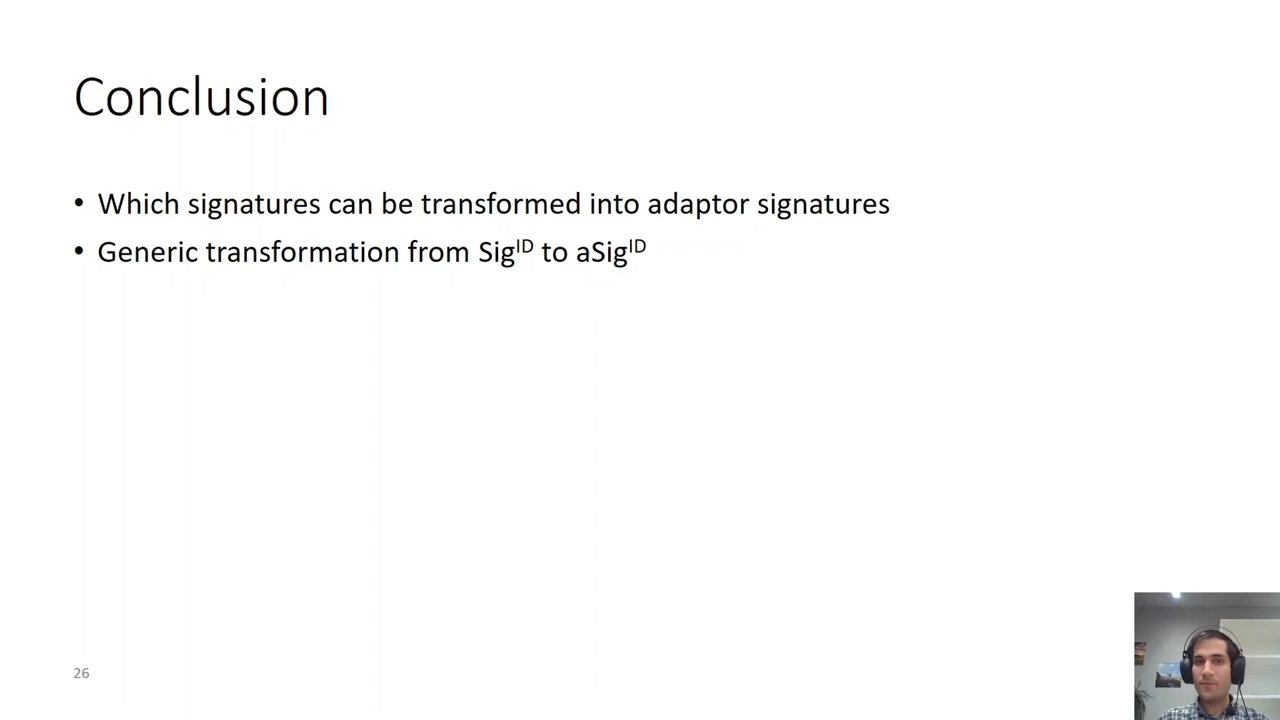 Conclusion
• Which signatures can be transformed into adaptor signatures
• Generic transformation from Sig^ID to aSig^ID
26